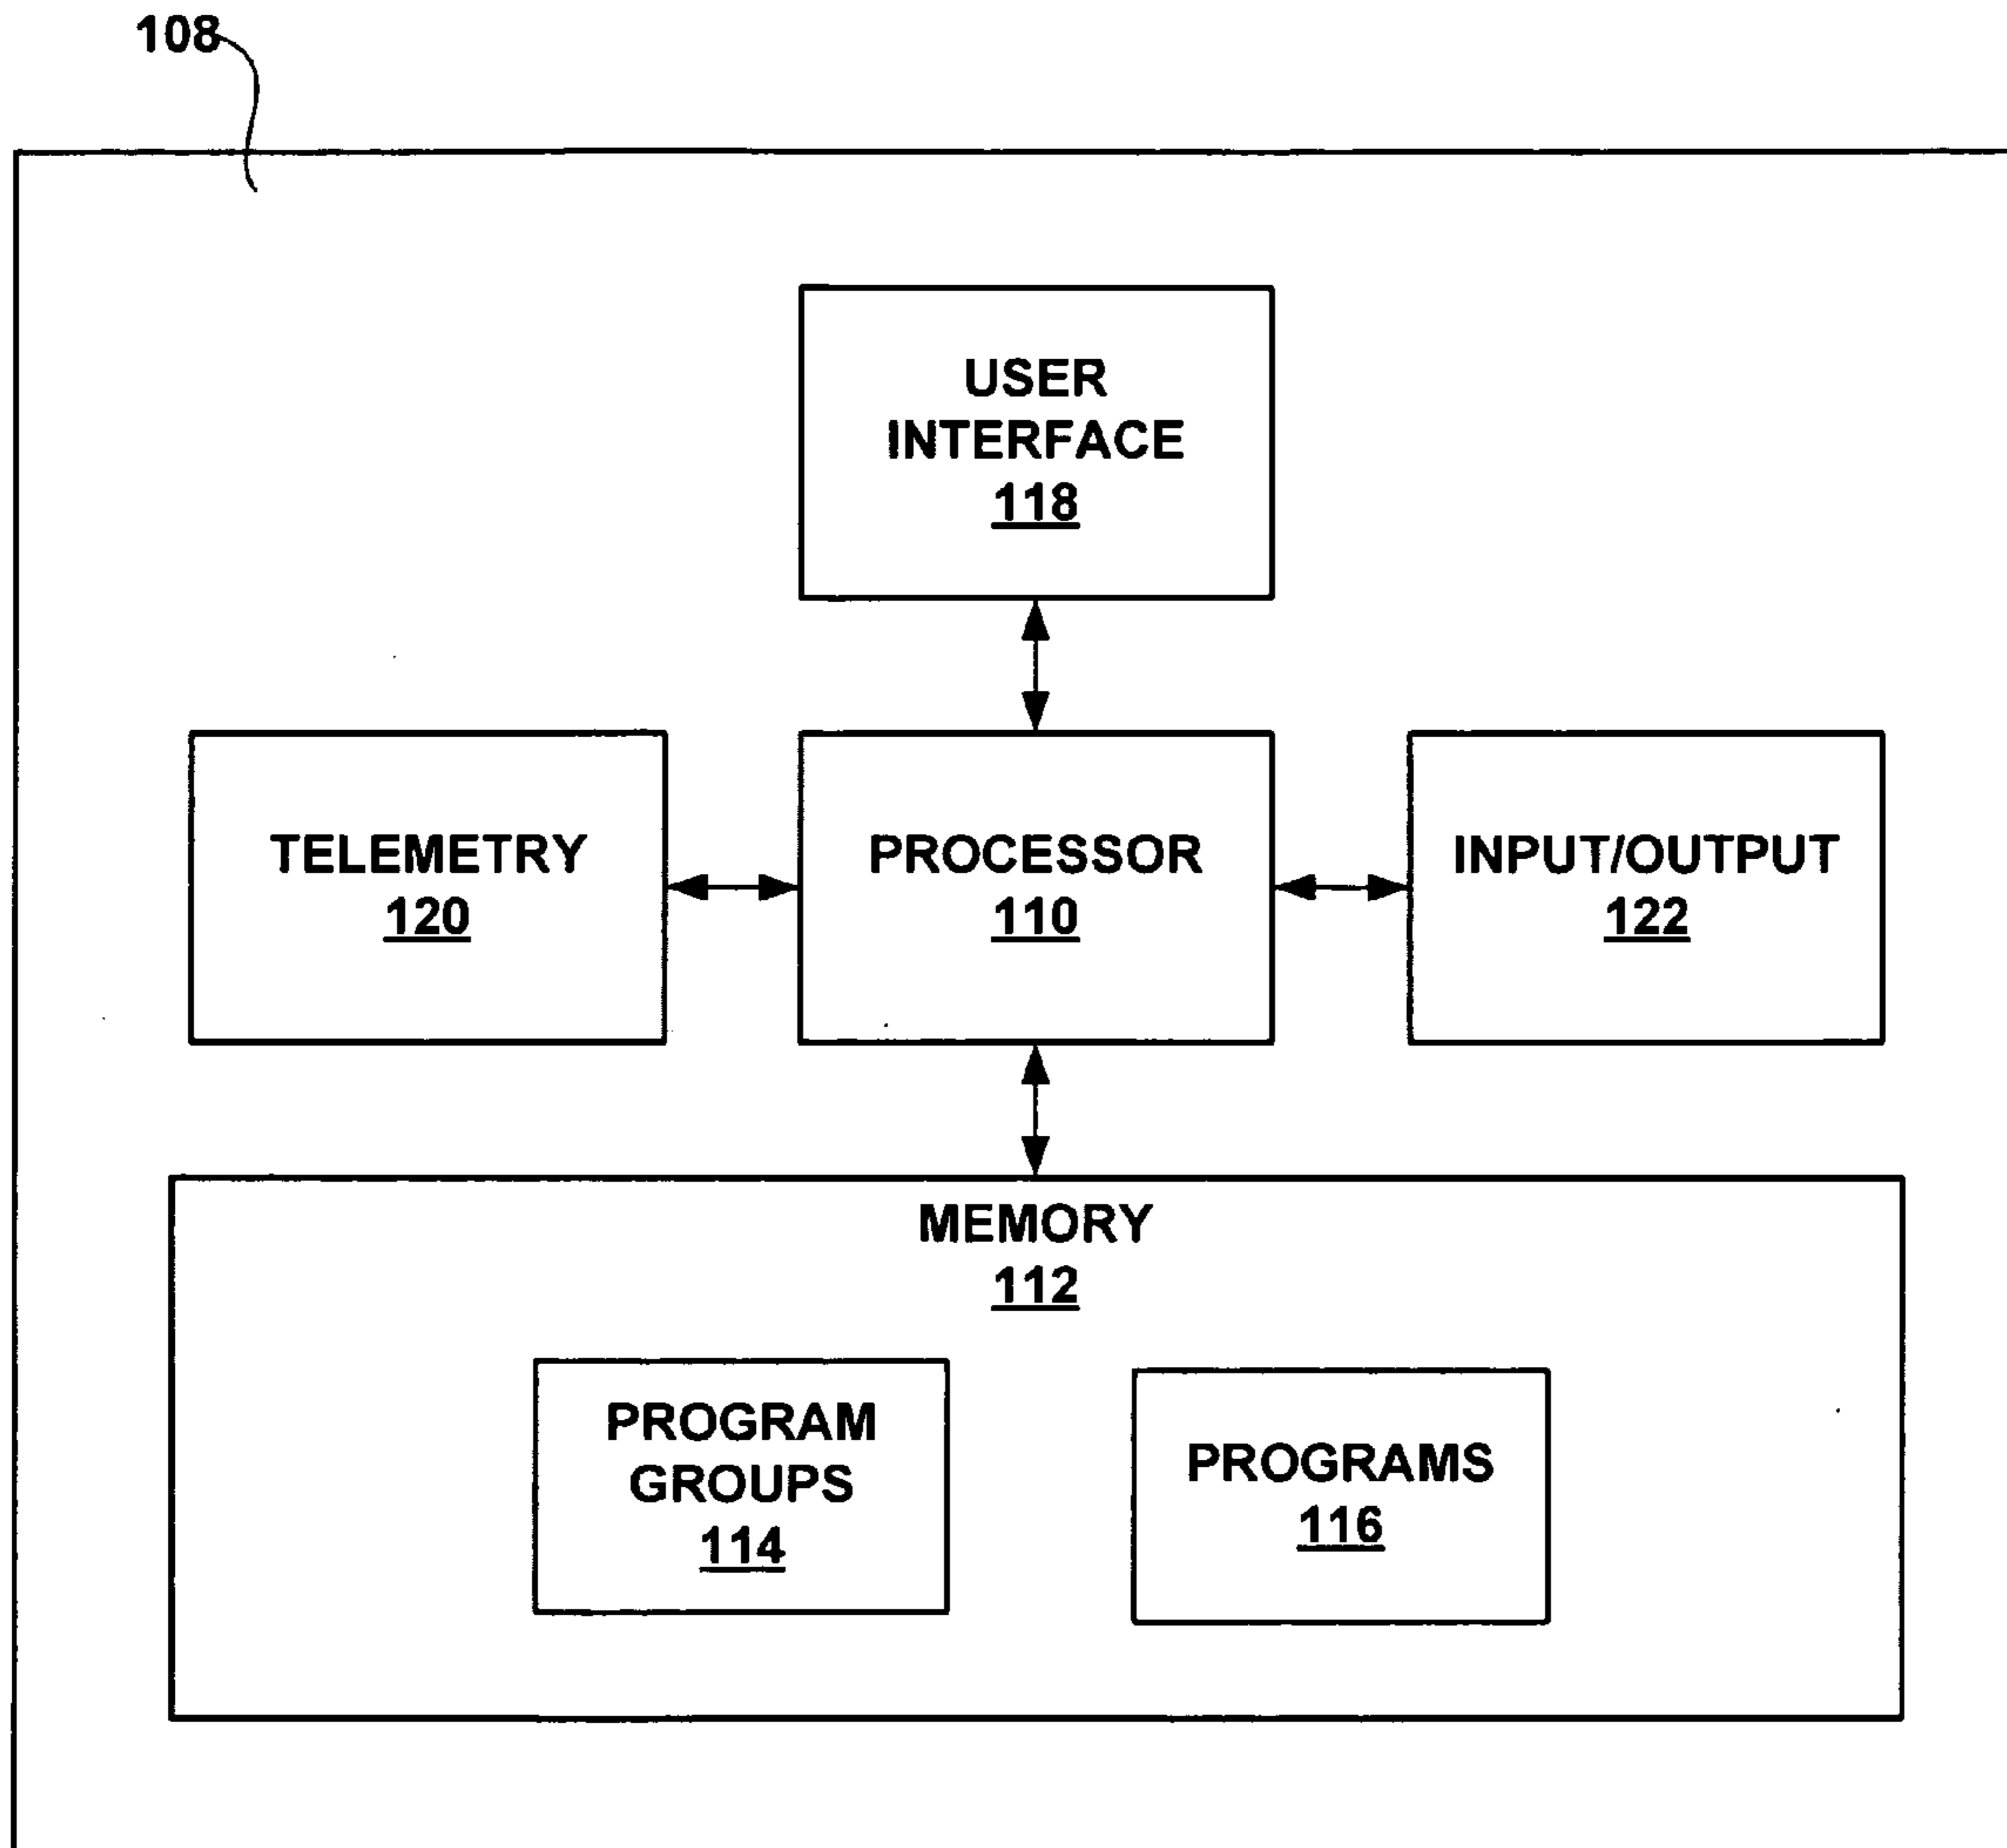 108
USER
INTERFACE
118
TELEMETRY
120
PROCESSOR
110
INPUT/OUTPUT
122
MEMORY
112
PROGRAM
GROUPS
114
PROGRAMS
116